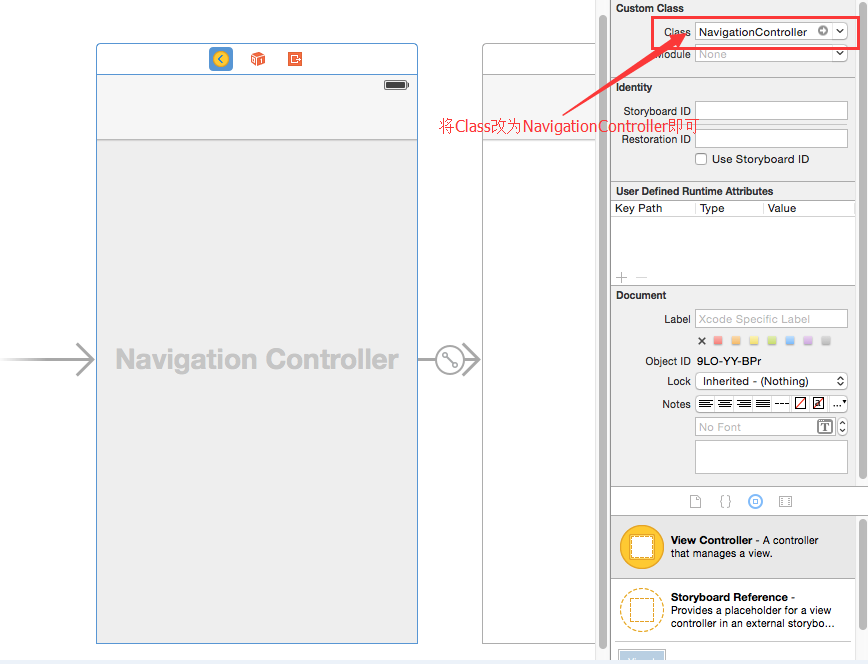 Custom Class
Class NavigationController
Module None
Identity
Storyboard ID
将Class改为NavigationController即可
Restoration ID
Use Storyboard ID
User Defined Runtime Attributes
Key Path Type Value
Document
Label Xcode Specific Label
Navigation Controller
Object ID 9LO-YY-BPr
Lock Inherited - (Nothing)
Notes
No Font
View Controller - A controller
that manages a view.
Storyboard Reference -
Provides a placeholder for a view
controller in an external storybo...